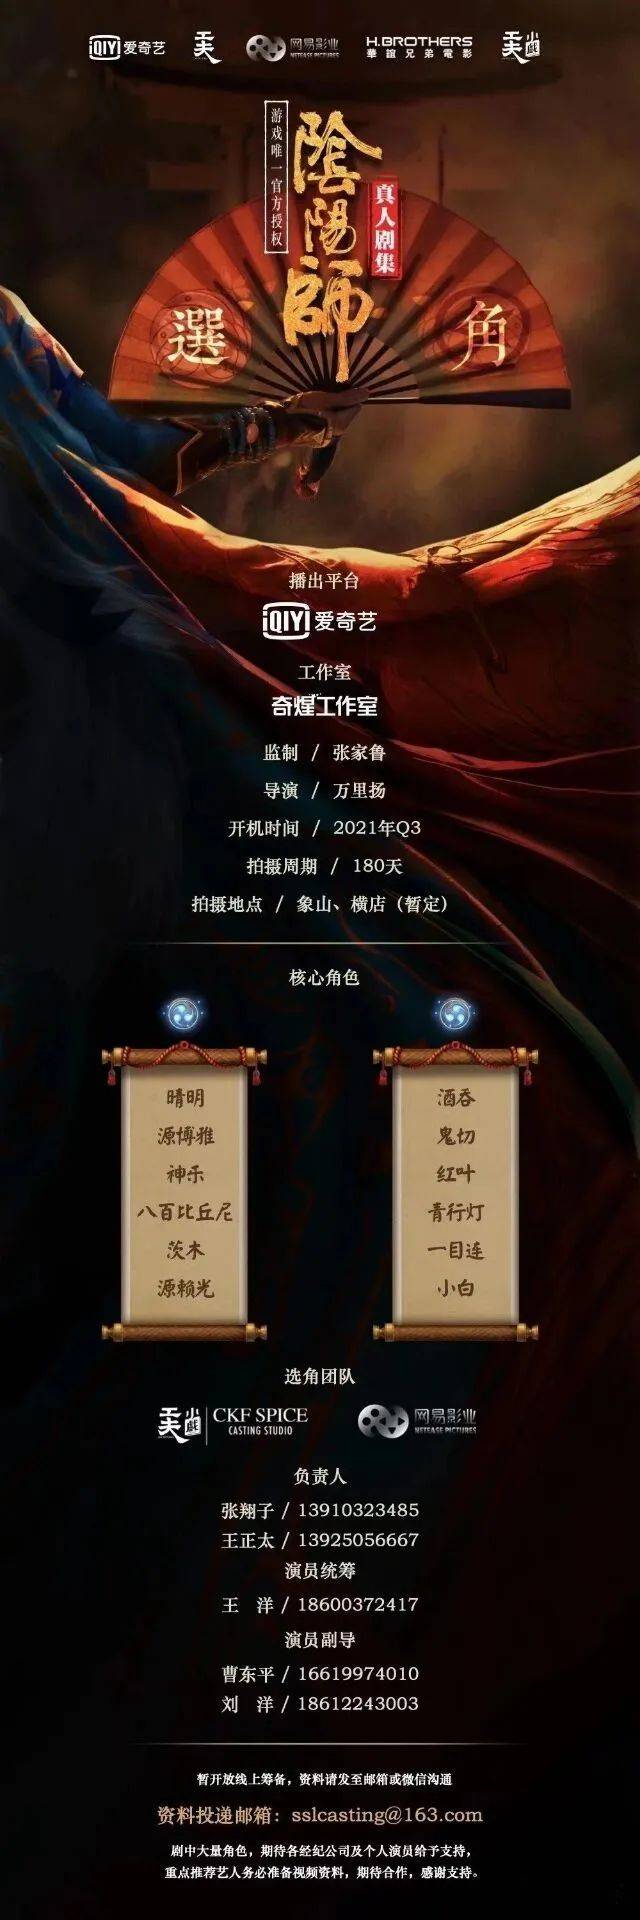 iQIYI 爱奇艺
网易影业
NETEASE PICTURES
H.BROTHERS
華誼兄弟電影
游戏唯一官方授权
陰陽師
真人剧集
選角
播出平台
iQIYI 爱奇艺
工作室
奇煋工作室
监制 / 张家鲁
导演 / 万里扬
开机时间 / 2021年Q3
拍摄周期 / 180天
拍摄地点 / 象山、横店（暂定）
核心角色
晴明
源博雅
神乐
八百比丘尼
茨木
源赖光
酒吞
鬼切
红叶
青行灯
一目连
小白
选角团队
CKF SPICE
CASTING STUDIO
网易影业
NETEASE PICTURES
负责人
张翔子 / 13910323485
王正太 / 13925056667
演员统筹
王 洋 / 18600372417
演员副导
曹东平 / 16619974010
刘 洋 / 18612243003
暂开放线上筹备，资料请发至邮箱或微信沟通
资料投递邮箱：sslcasting@163.com
剧中大量角色，期待各经纪公司及个人演员给予支持，
重点推荐艺人务必准备视频资料，期待合作，感谢支持。